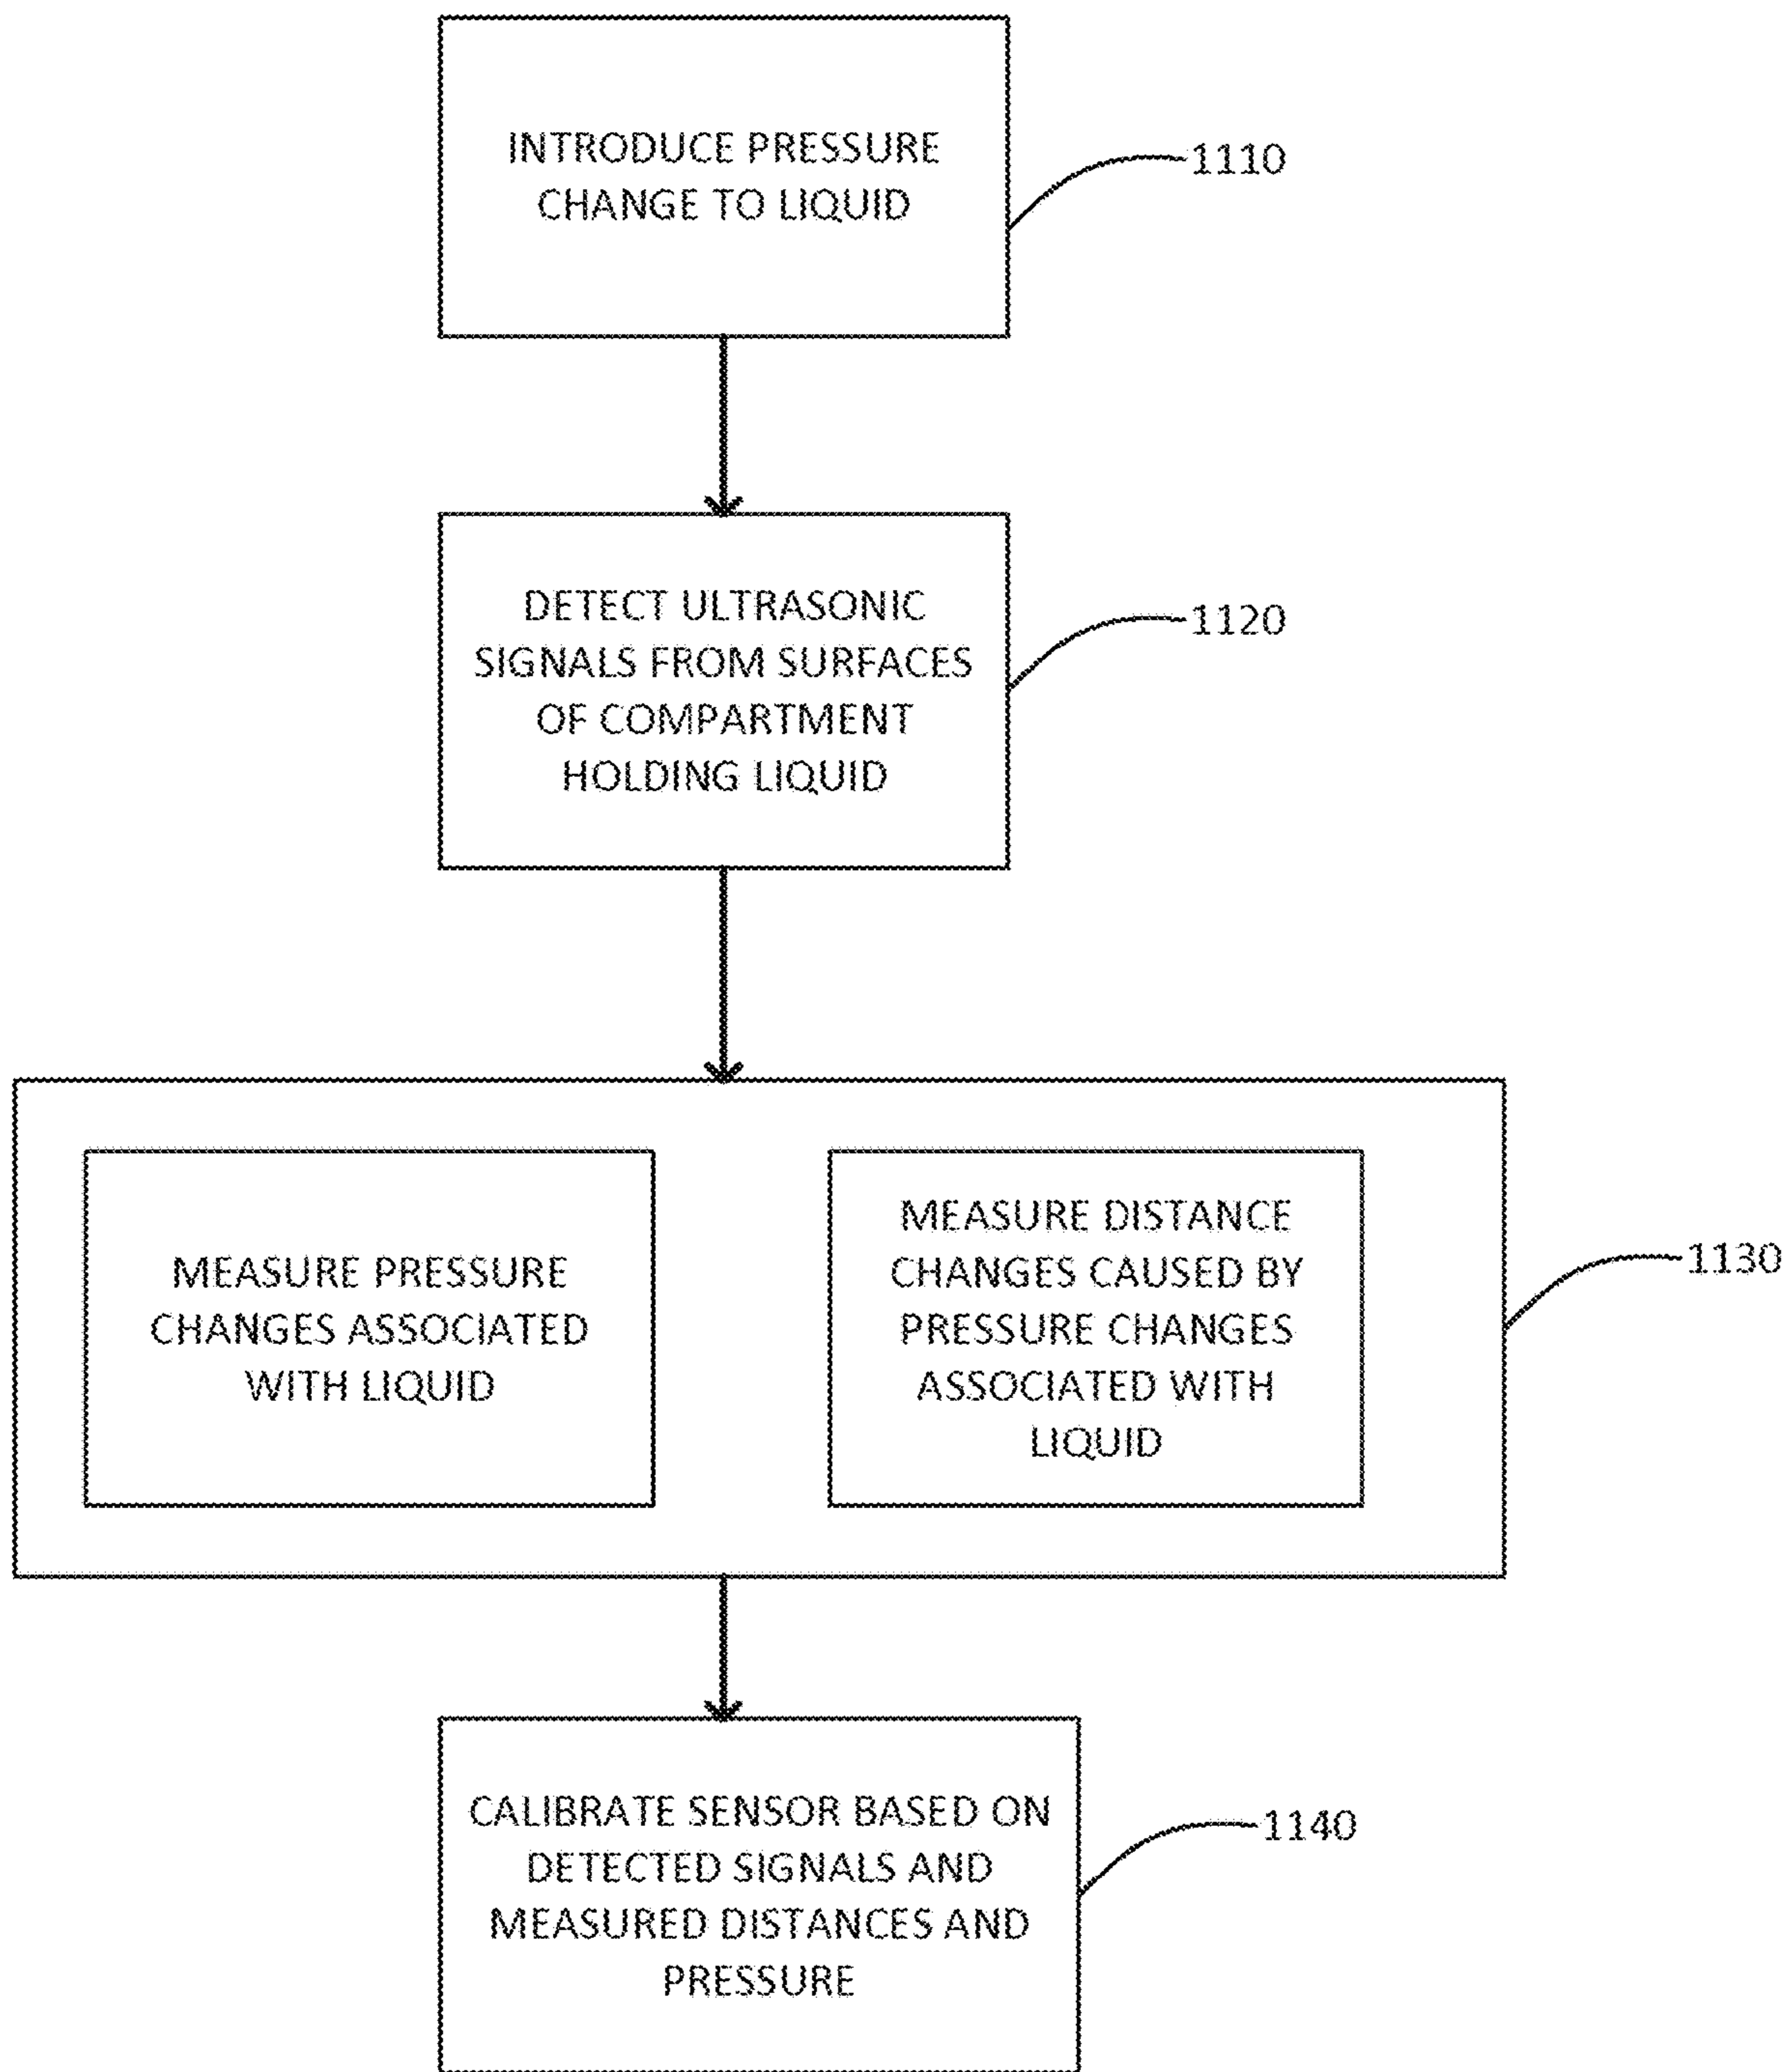 INTRODUCE PRESSURE
CHANGE TO LIQUID
1110
DETECT ULTRASONIC
SIGNALS FROM SURFACES
OF COMPARTMENT
HOLDING LIQUID
1120
MEASURE PRESSURE
CHANGES ASSOCIATED
WITH LIQUID
MEASURE DISTANCE
CHANGES CAUSED BY
PRESSURE CHANGES
ASSOCIATED WITH
LIQUID
1130
CALIBRATE SENSOR BASED ON
DETECTED SIGNALS AND
MEASURED DISTANCES AND
PRESSURE
1140